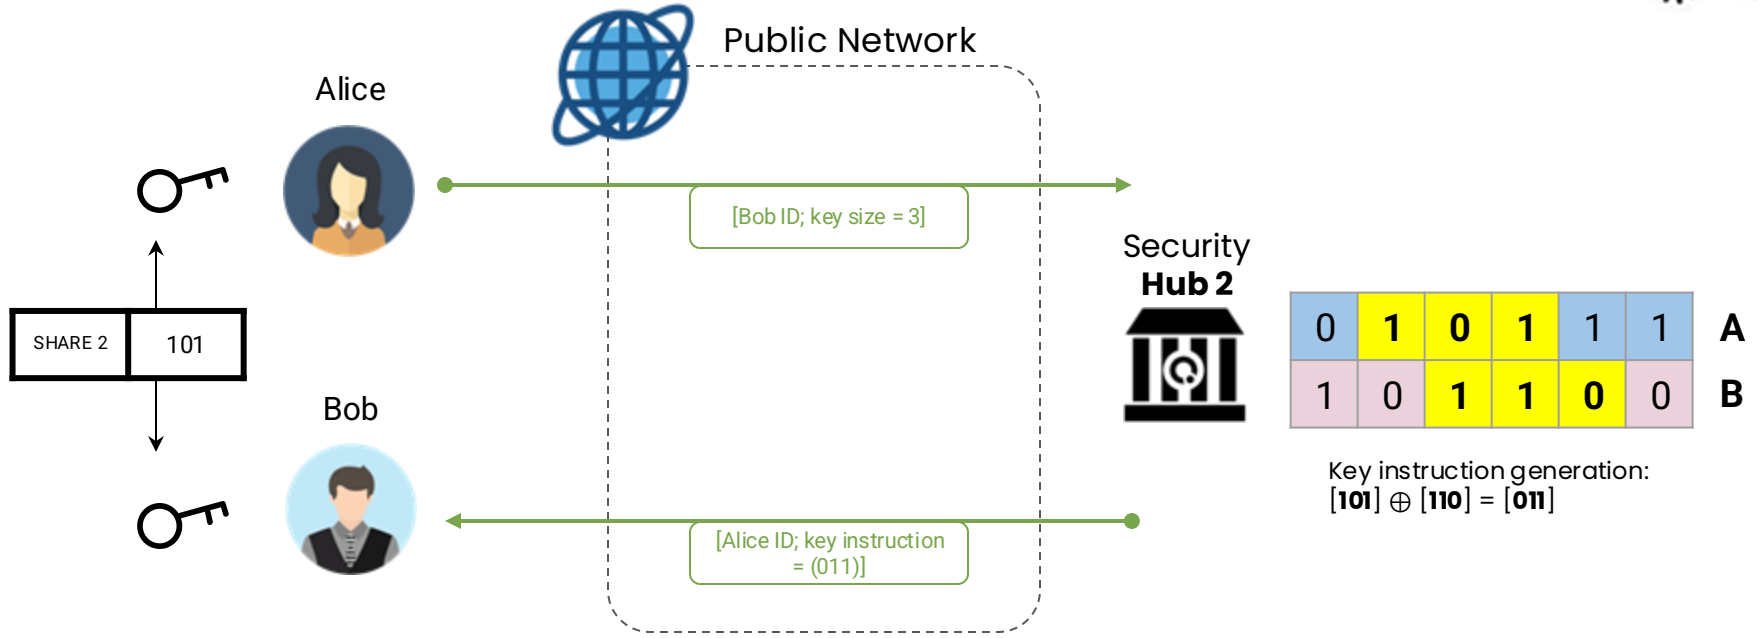 Public Network
Alice
[Bob ID; key size = 3]
Security
Hub 2
0 1 0 1 1 1 A
1 0 1 1 0 0 B
SHARE 2 101
Bob
Key instruction generation:
[101] ⊕ [110] = [011]
[Alice ID; key instruction
= (011)]